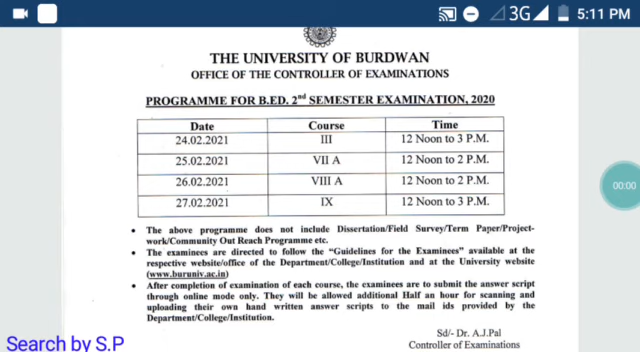 3G 5:11 PM
THE UNIVERSITY OF BURDWAN
OFFICE OF THE CONTROLLER OF EXAMINATIONS
PROGRAMME FOR B.ED. 2nd SEMESTER EXAMINATION, 2020
Date Course Time
24.02.2021 III 12 Noon to 3 P.M.
25.02.2021 VII A 12 Noon to 2 P.M.
26.02.2021 VIII A 12 Noon to 2 P.M.
27.02.2021 IX 12 Noon to 3 P.M.
00:00
• The above programme does not include Dissertation/Field Survey/Term Paper/Project-
work/Community Out Reach Programme etc.
• The examinees are directed to follow the “Guidelines for the Examinees” available at the
respective website/office of the Department/College/Institution and at the University website
(www.buruniv.ac.in)
• After completion of examination of each course, the examinees are to submit the answer script
through online mode only. They will be allowed additional Half an hour for scanning and
uploading their own hand written answer scripts to the mail ids provided by the
Department/College/Institution.
Sd/- Dr. A.J.Pal
Controller of Examinations
Search by S.P